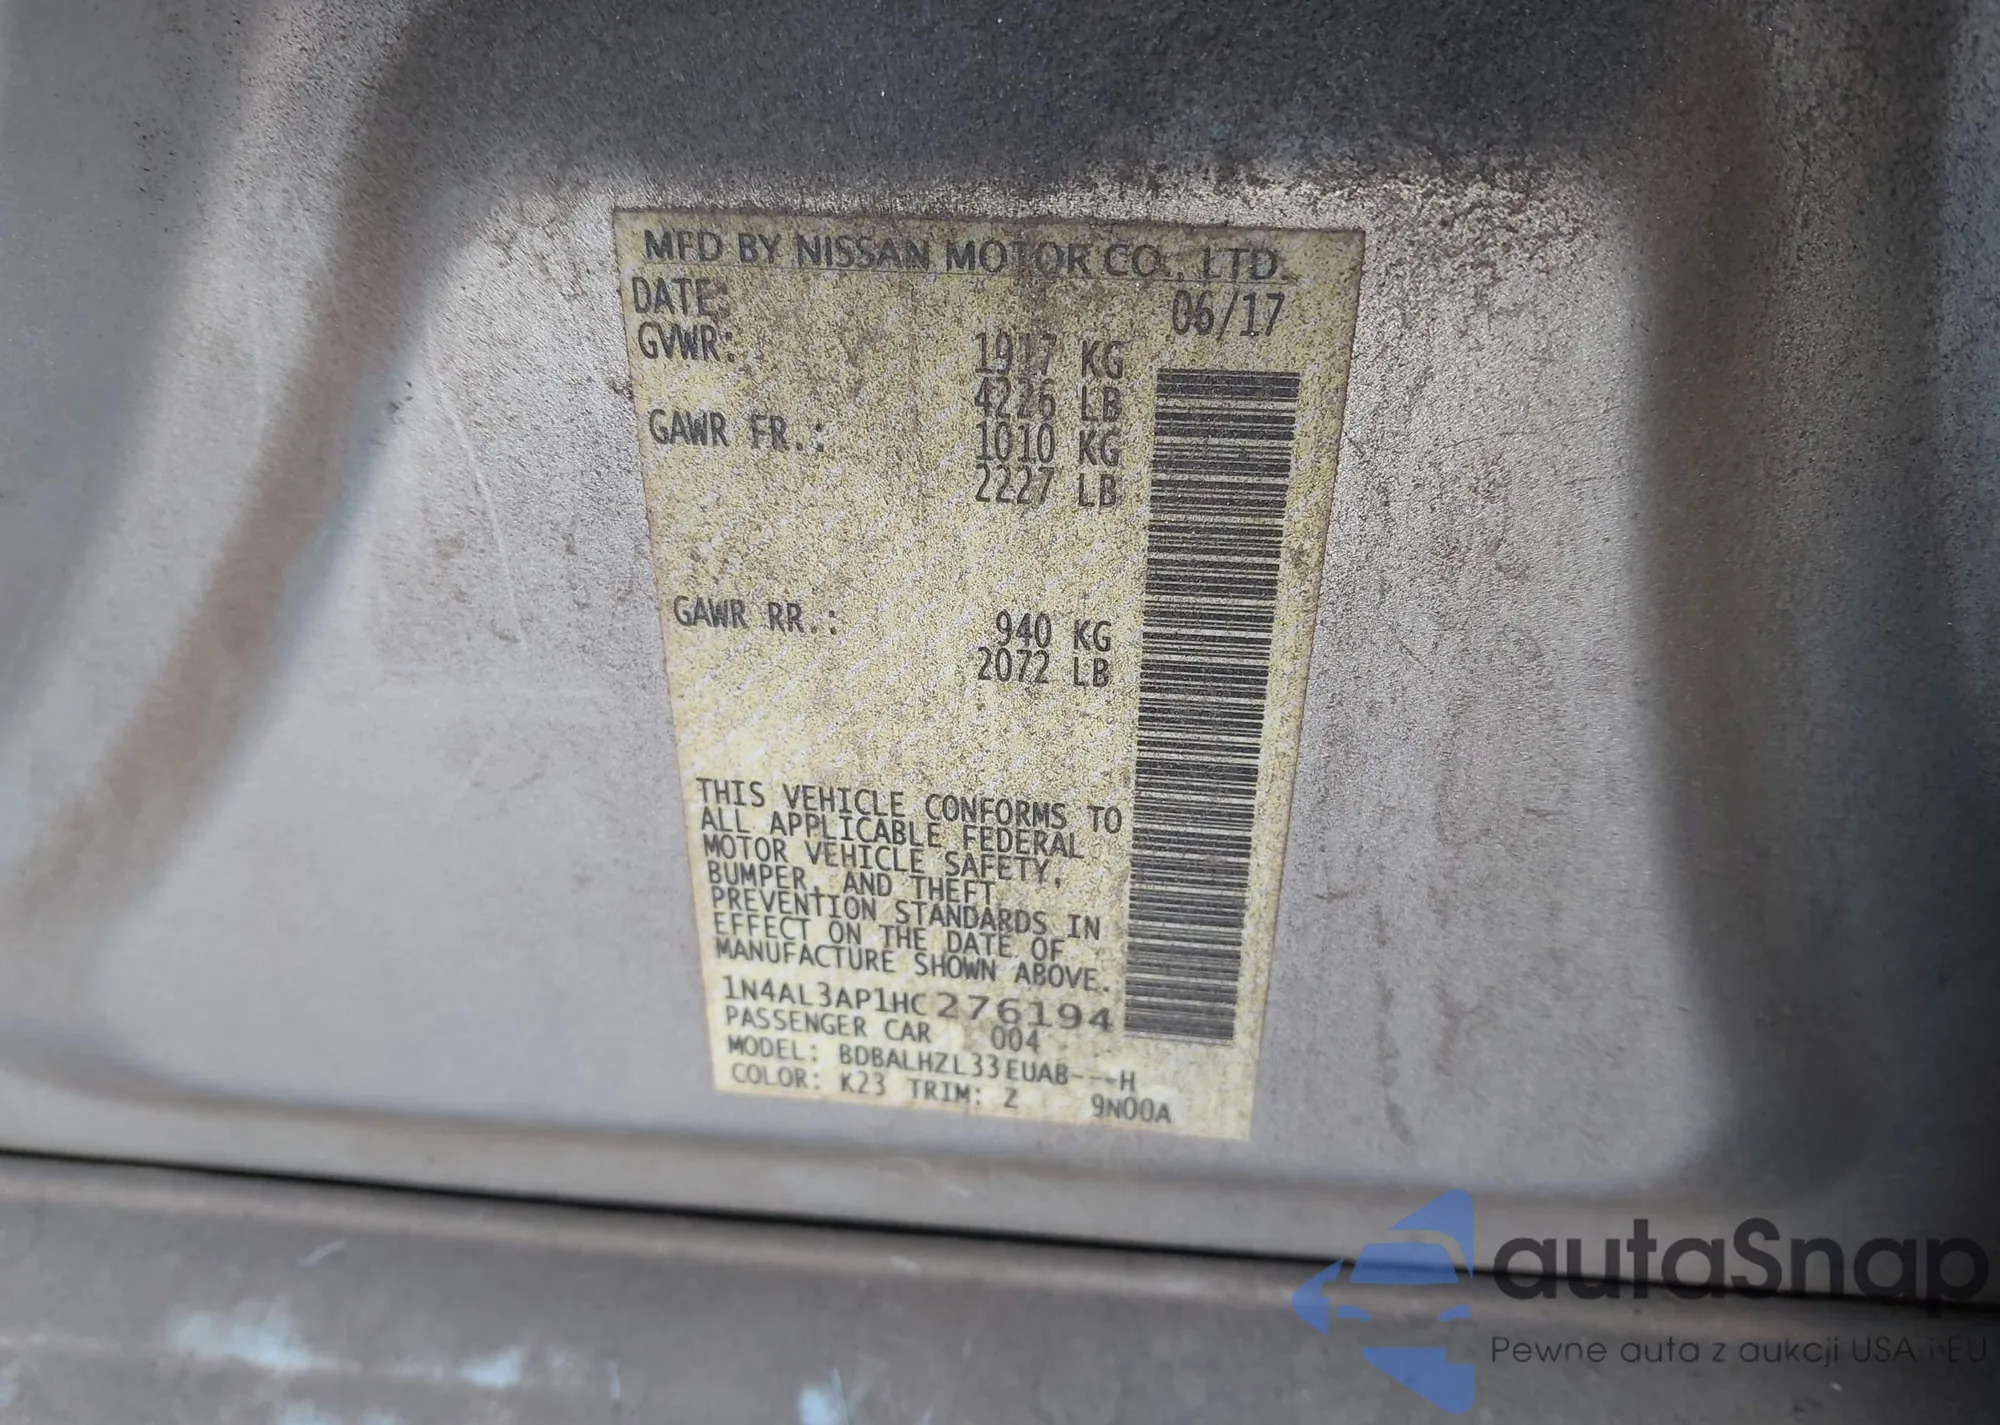 MFD BY NISSAN MOTOR CO., LTD.
DATE: 06/17
GVWR: 1917 KG
4226 LB
GAWR FR.: 1010 KG
2227 LB
GAWR RR.: 940 KG
2072 LB
THIS VEHICLE CONFORMS TO
ALL APPLICABLE FEDERAL
MOTOR VEHICLE SAFETY,
BUMPER, AND THEFT
PREVENTION STANDARDS IN
EFFECT ON THE DATE OF
MANUFACTURE SHOWN ABOVE.
1N4AL3AP1HC276194
PASSENGER CAR 004
MODEL: BDBALHZL33EUAB---H
COLOR: K23 TRIM: Z 9N00A
autaSnap
Pewne auta z aukcji USA i EU